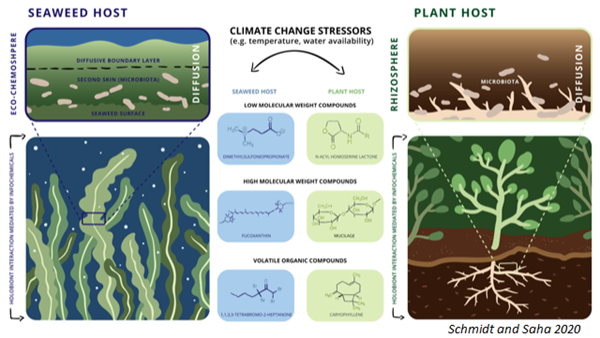 SEAWEED HOST
ECO-CHEMOSHPERE
DIFFUSIVE BOUNDARY LAYER
SECOND SKIN (MICROBIOTA)
SEAWEED SURFACE
DIFFUSION
HOLOBIONT INTERACTION MEDIATED BY INFOCHEMICALS
CLIMATE CHANGE STRESSORS
(e.g. temperature, water availability)
SEAWEED HOST
PLANT HOST
LOW MOLECULAR WEIGHT COMPOUNDS
DIMETHYLSULFONIOPROPIONATE
N-ACYL HOMOSERINE LACTONE
HIGH MOLECULAR WEIGHT COMPOUNDS
FUCOXANTHIN
MUCILAGE
VOLATILE ORGANIC COMPOUNDS
1,1,3,3-TETRABROMO-2-HEPTANONE
CARYOPHYLLENE
PLANT HOST
RHIZOSPHERE
MICROBIOTA
DIFFUSION
HOLOBIONT INTERACTION MEDIATED BY INFOCHEMICALS
Schmidt and Saha 2020